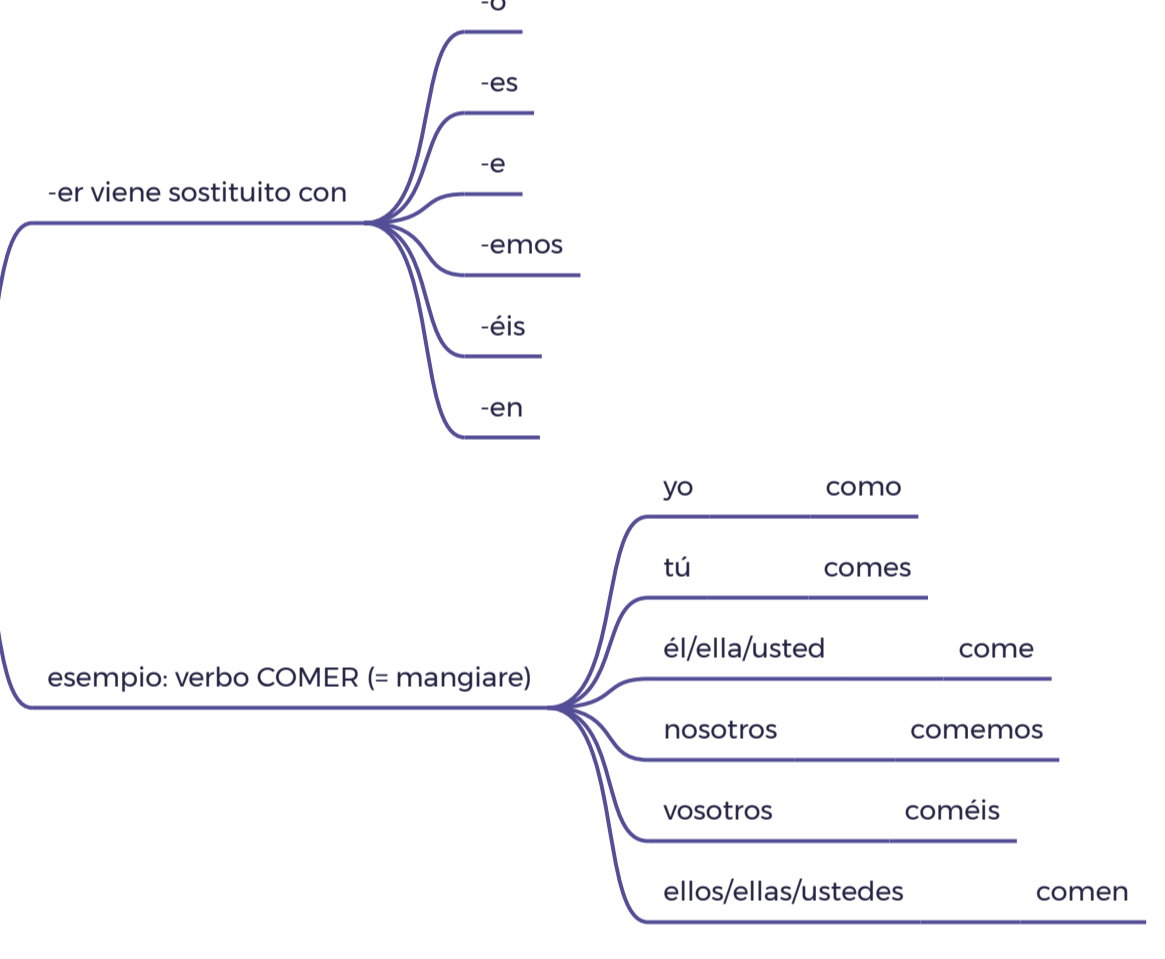 -o
-es
-er viene sostituito con
-e
-emos
-éis
-en
esempio: verbo COMER (= mangiare)
yo como
tú comes
él/ella/usted come
nosotros comemos
vosotros coméis
ellos/ellas/ustedes comen